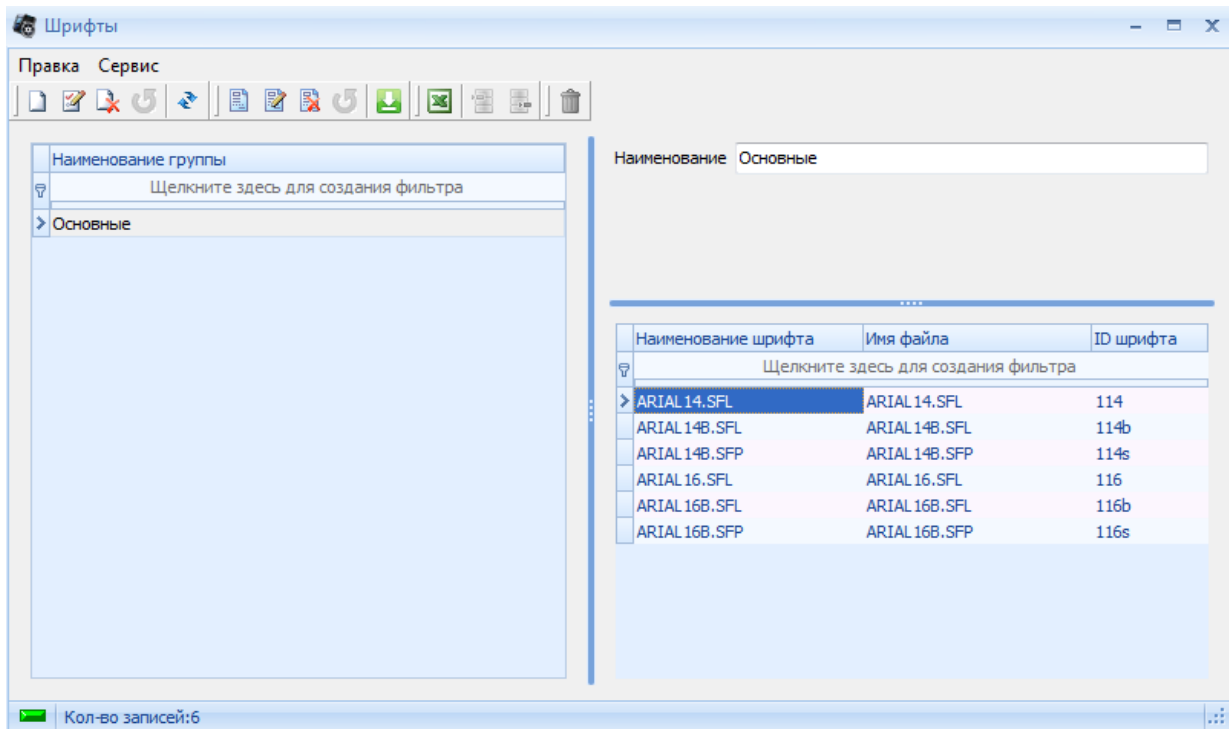 Шрифты
Правка Сервис
Наименование группы
Щелкните здесь для создания фильтра
Основные
Наименование Основные
Наименование шрифта Имя файла ID шрифта
Щелкните здесь для создания фильтра
ARIAL14.SFL ARIAL14.SFL 114
ARIAL14B.SFL ARIAL14B.SFL 114b
ARIAL14B.SFP ARIAL14B.SFP 114s
ARIAL16.SFL ARIAL16.SFL 116
ARIAL16B.SFL ARIAL16B.SFL 116b
ARIAL16B.SFP ARIAL16B.SFP 116s
Кол-во записей:6